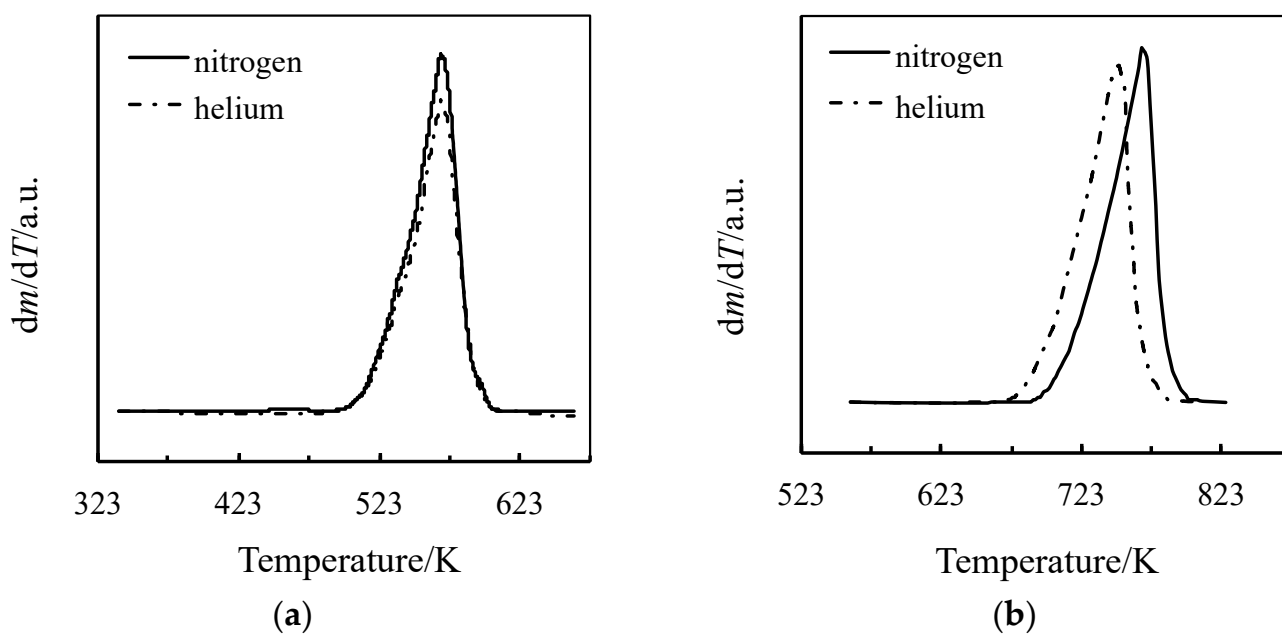 nitrogen
helium
dm/dT/a.u.
323 423 523 623
Temperature/K
(a)
nitrogen
helium
dm/dT/a.u.
523 623 723 823
Temperature/K
(b)